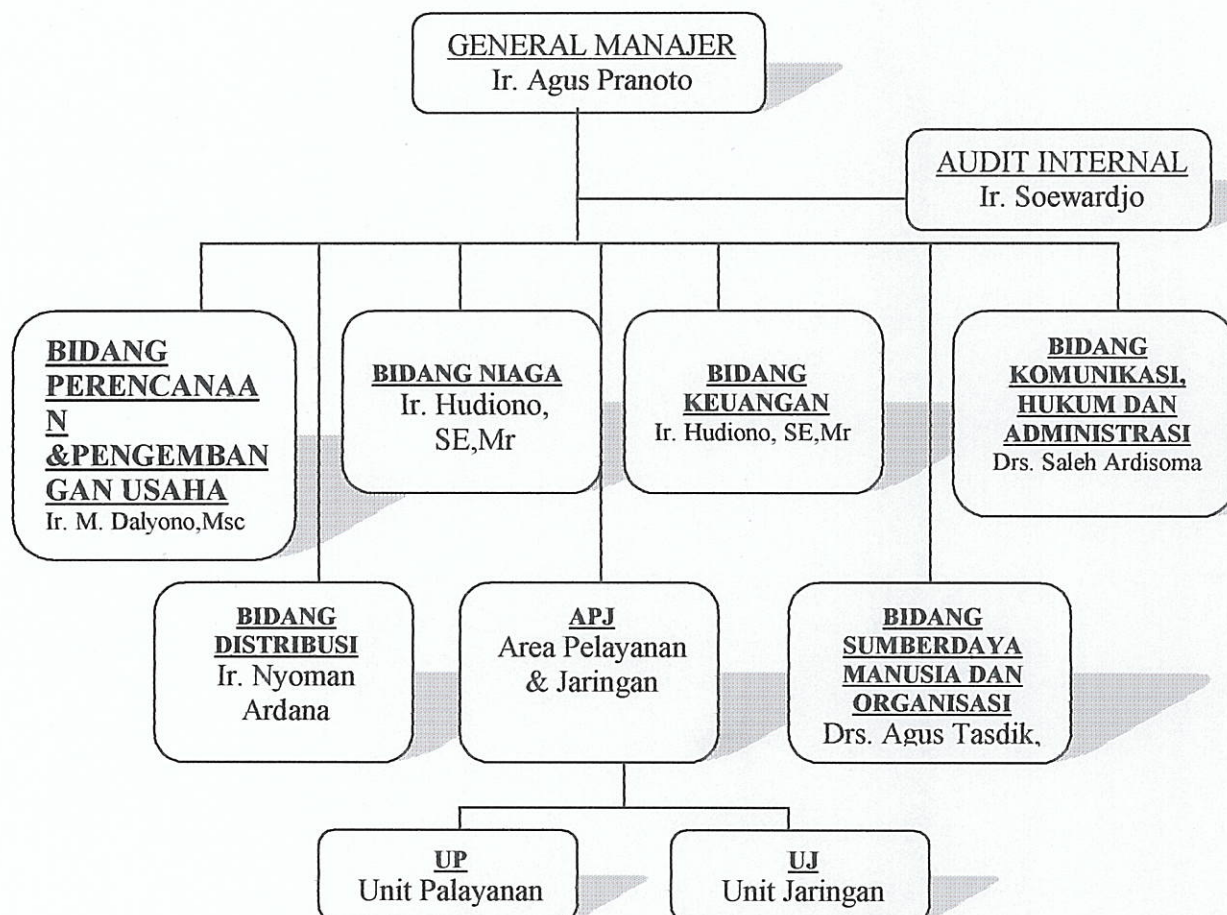 GENERAL MANAJER
Ir. Agus Pranoto
AUDIT INTERNAL
Ir. Soewardjo
BIDANG
PERENCANAA
N
&PENGEMBAN
GAN USAHA
Ir. M. Dalyono,Msc
BIDANG NIAGA
Ir. Hudiono,
SE,Mr
BIDANG
KEUANGAN
Ir. Hudiono, SE,Mr
BIDANG
KOMUNIKASI,
HUKUM DAN
ADMINISTRASI
Drs. Saleh Ardisoma
BIDANG
DISTRIBUSI
Ir. Nyoman
Ardana
APJ
Area Pelayanan
& Jaringan
BIDANG
SUMBERDAYA
MANUSIA DAN
ORGANISASI
Drs. Agus Tasdik,
UP
Unit Palayanan
UJ
Unit Jaringan